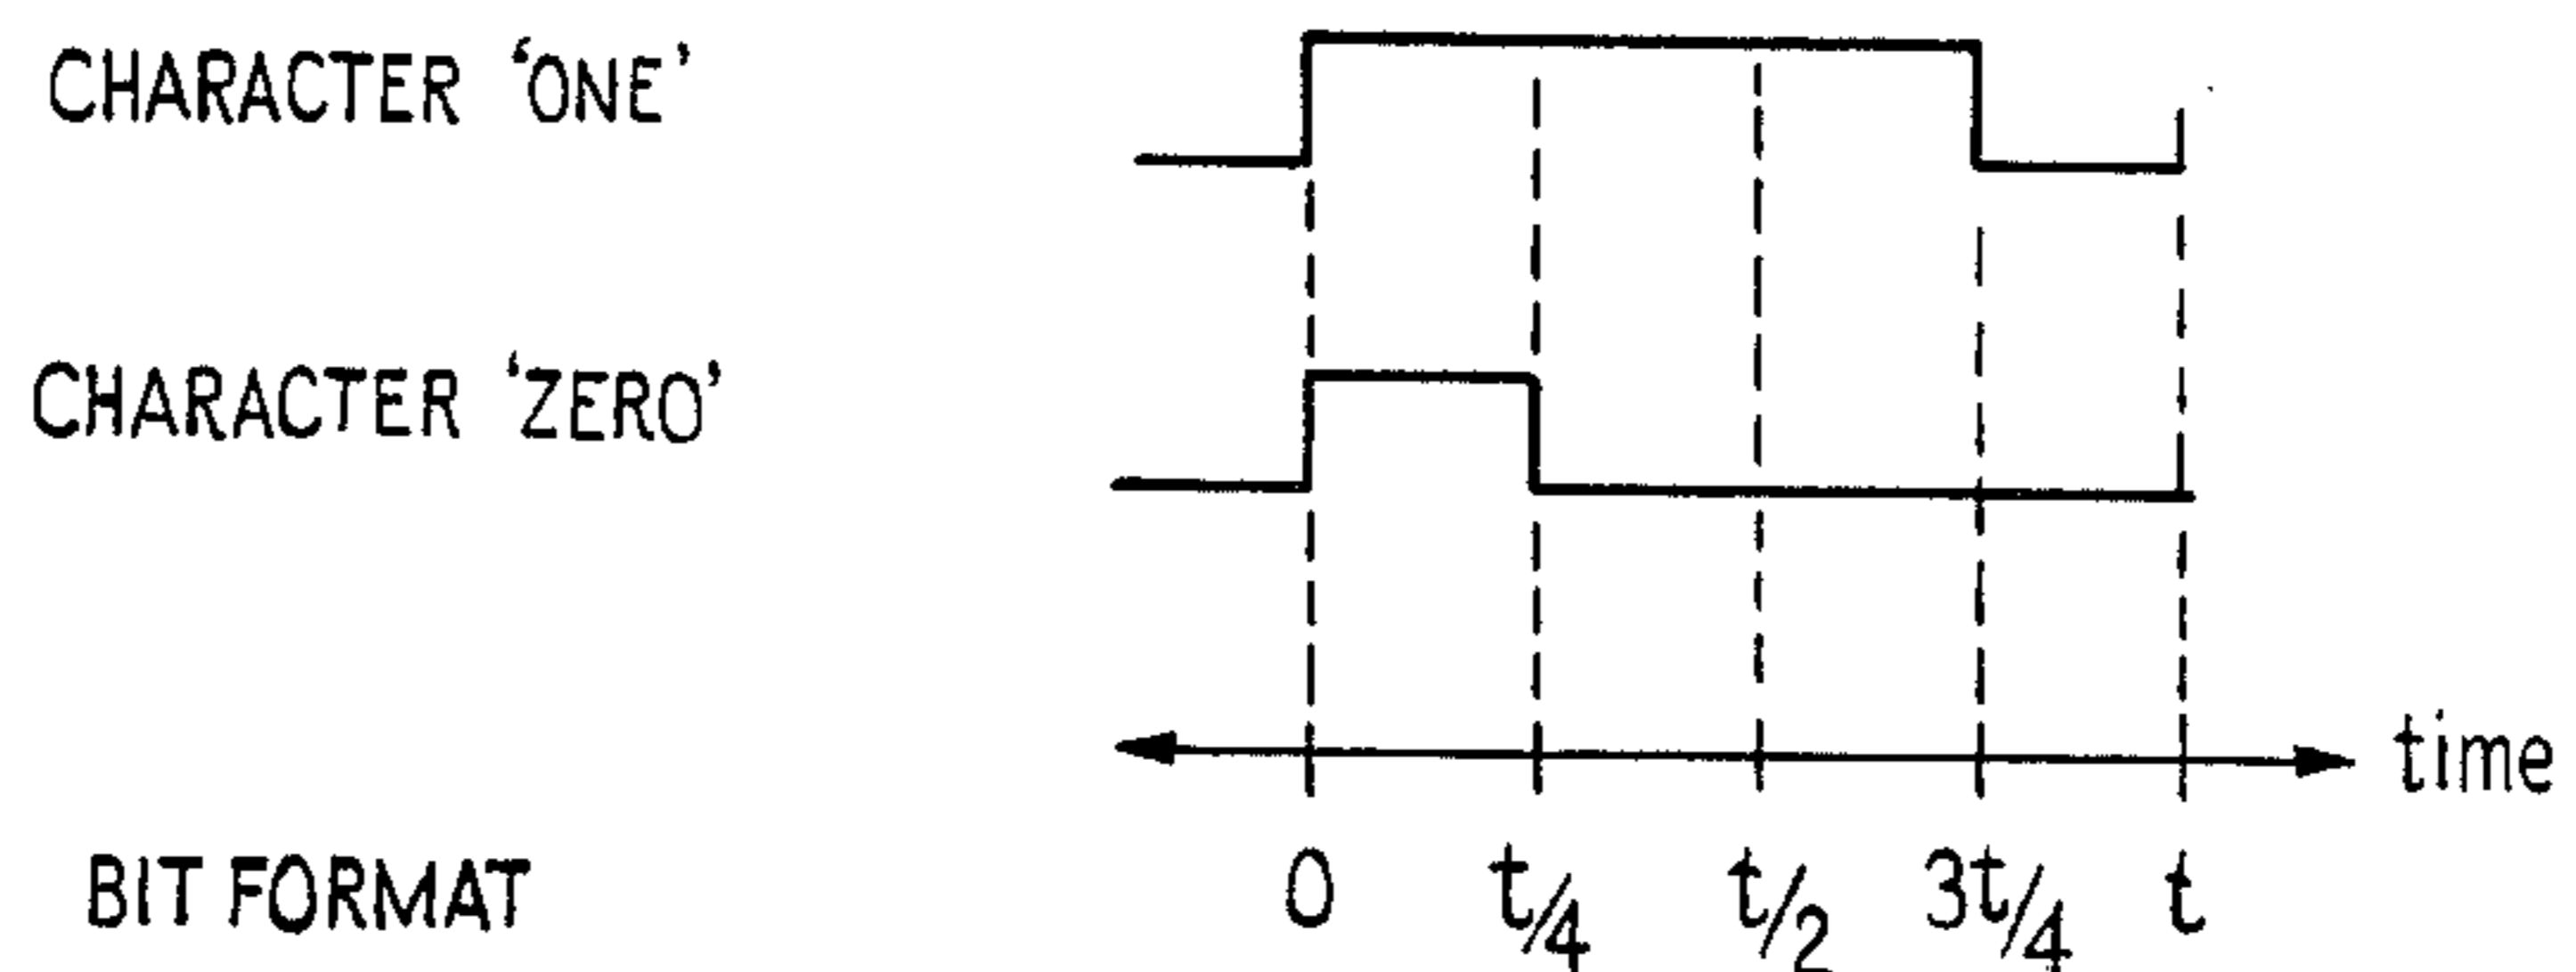 CHARACTER ‘ONE’
CHARACTER ‘ZERO’
time
BIT FORMAT 0 t/4 t/2 3t/4 t